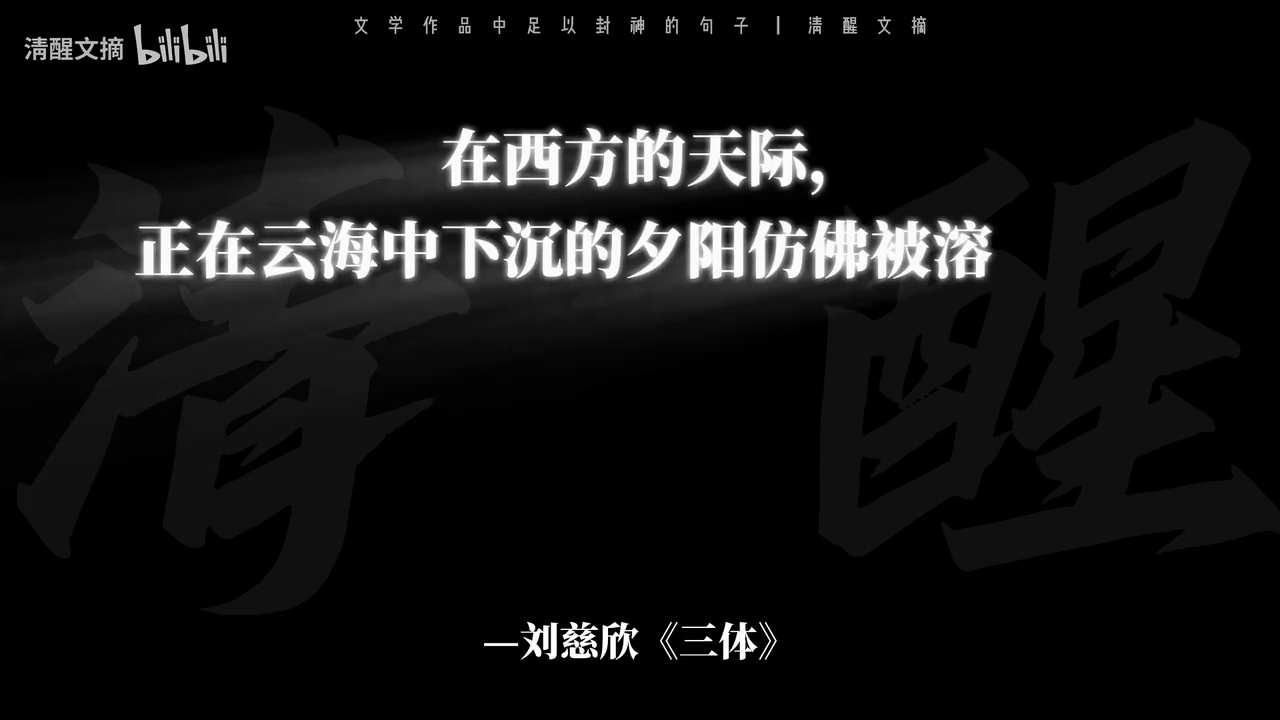 文学作品中足以封神的句子 | 清醒文摘
清醒文摘 bilibili
清醒
在西方的天际,
正在云海中下沉的夕阳仿佛被溶
—刘慈欣《三体》